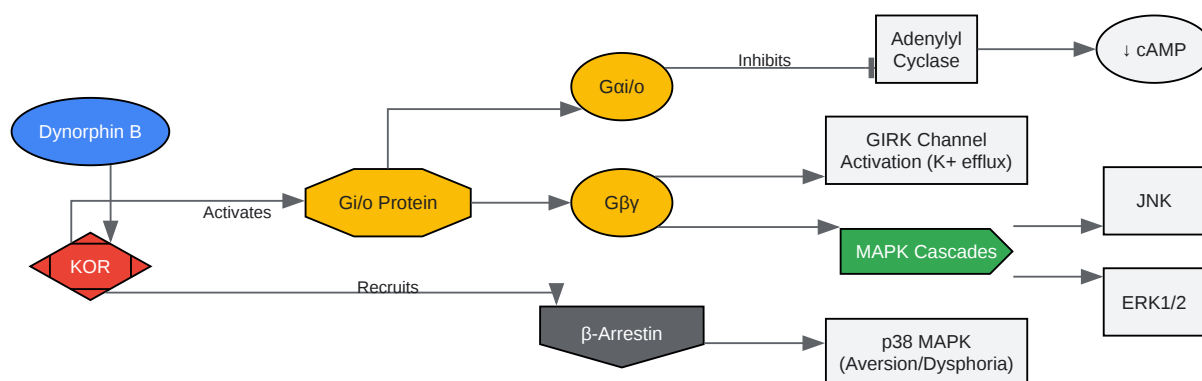 Inhibits
Adenylyl
Cyclase
↓ cAMP
Gαi/o
Dynorphin B
GIRK Channel
Activation (K+ efflux)
Activates
Gi/o Protein
Gβγ
JNK
KOR
MAPK Cascades
Recruits
ERK1/2
β-Arrestin
p38 MAPK
(Aversion/Dysphoria)